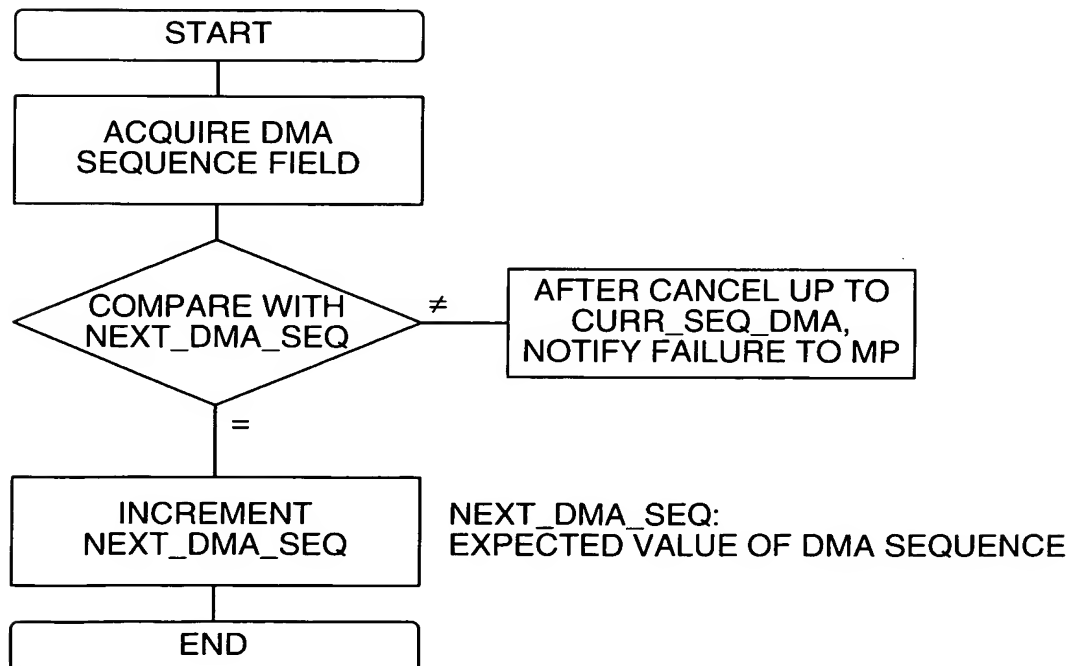 START
ACQUIRE DMA
SEQUENCE FIELD
COMPARE WITH
NEXT_DMA_SEQ
≠
AFTER CANCEL UP TO
CURR_SEQ_DMA,
NOTIFY FAILURE TO MP
=
INCREMENT
NEXT_DMA_SEQ
NEXT_DMA_SEQ:
EXPECTED VALUE OF DMA SEQUENCE
END